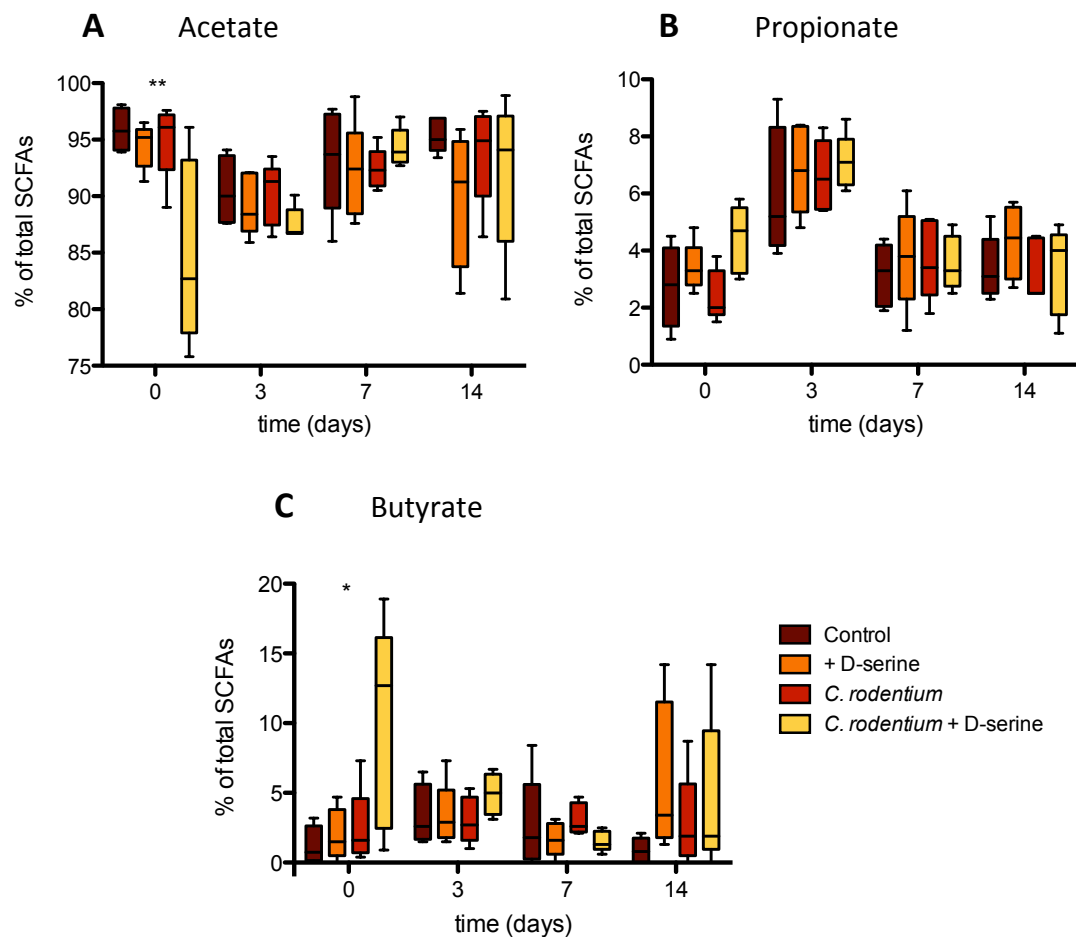 A Acetate
**
100
95
90
85
80
75
% of total SCFAs
0 3 7 14
time (days)
B Propionate
10
8
6
4
2
0
% of total SCFAs
0 3 7 14
time (days)
C Butyrate
*
20
15
10
5
0
% of total SCFAs
0 3 7 14
time (days)
Control
+ D-serine
C. rodentium
C. rodentium + D-serine